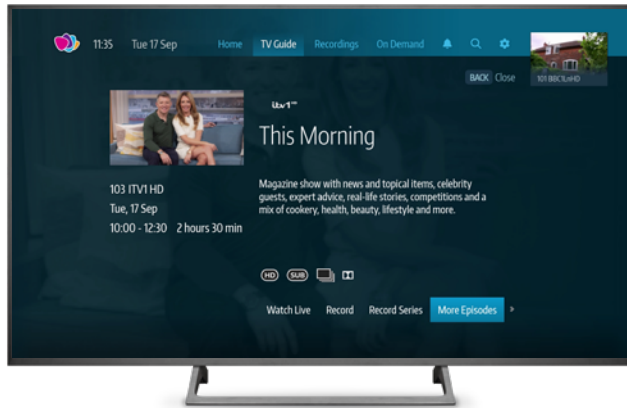 11:35 Tue 17 Sep Home TV Guide Recordings On Demand
BACK Close
101 BBC1LnHD
itv1 HD
This Morning
Magazine show with news and topical items, celebrity
guests, expert advice, real-life stories, competitions and a
mix of cookery, health, beauty, lifestyle and more.
103 ITV1 HD
Tue, 17 Sep
10:00 - 12:30 2 hours 30 min
HD SUB
Watch Live Record Record Series More Episodes